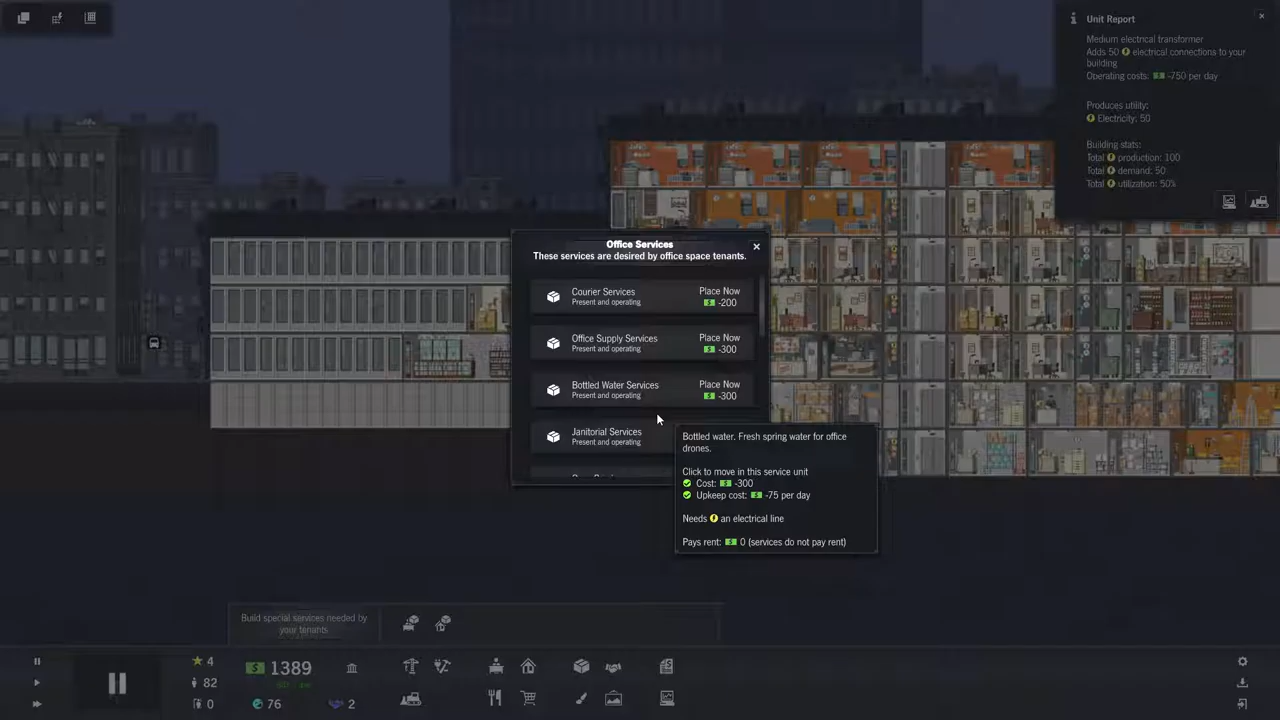 Unit Report
Medium electrical transformer
Adds 50 electrical connections to your
building
Operating costs: -750 per day
Produces utility:
Electricity: 50
Building stats:
Total production: 100
Total demand: 50
Total utilization: 50%
Office Services
These services are desired by office space tenants.
Courier Services
Present and operating
Place Now
-200
Office Supply Services
Present and operating
Place Now
-300
Bottled Water Services
Present and operating
Place Now
-300
Janitorial Services
Present and operating
Bottled water. Fresh spring water for office
drones.
Click to move in this service unit
Cost: -300
Upkeep cost: -75 per day
Needs an electrical line
Pays rent: 0 (services do not pay rent)
Build special services needed by
your tenants
4
82
0
1389
76
2